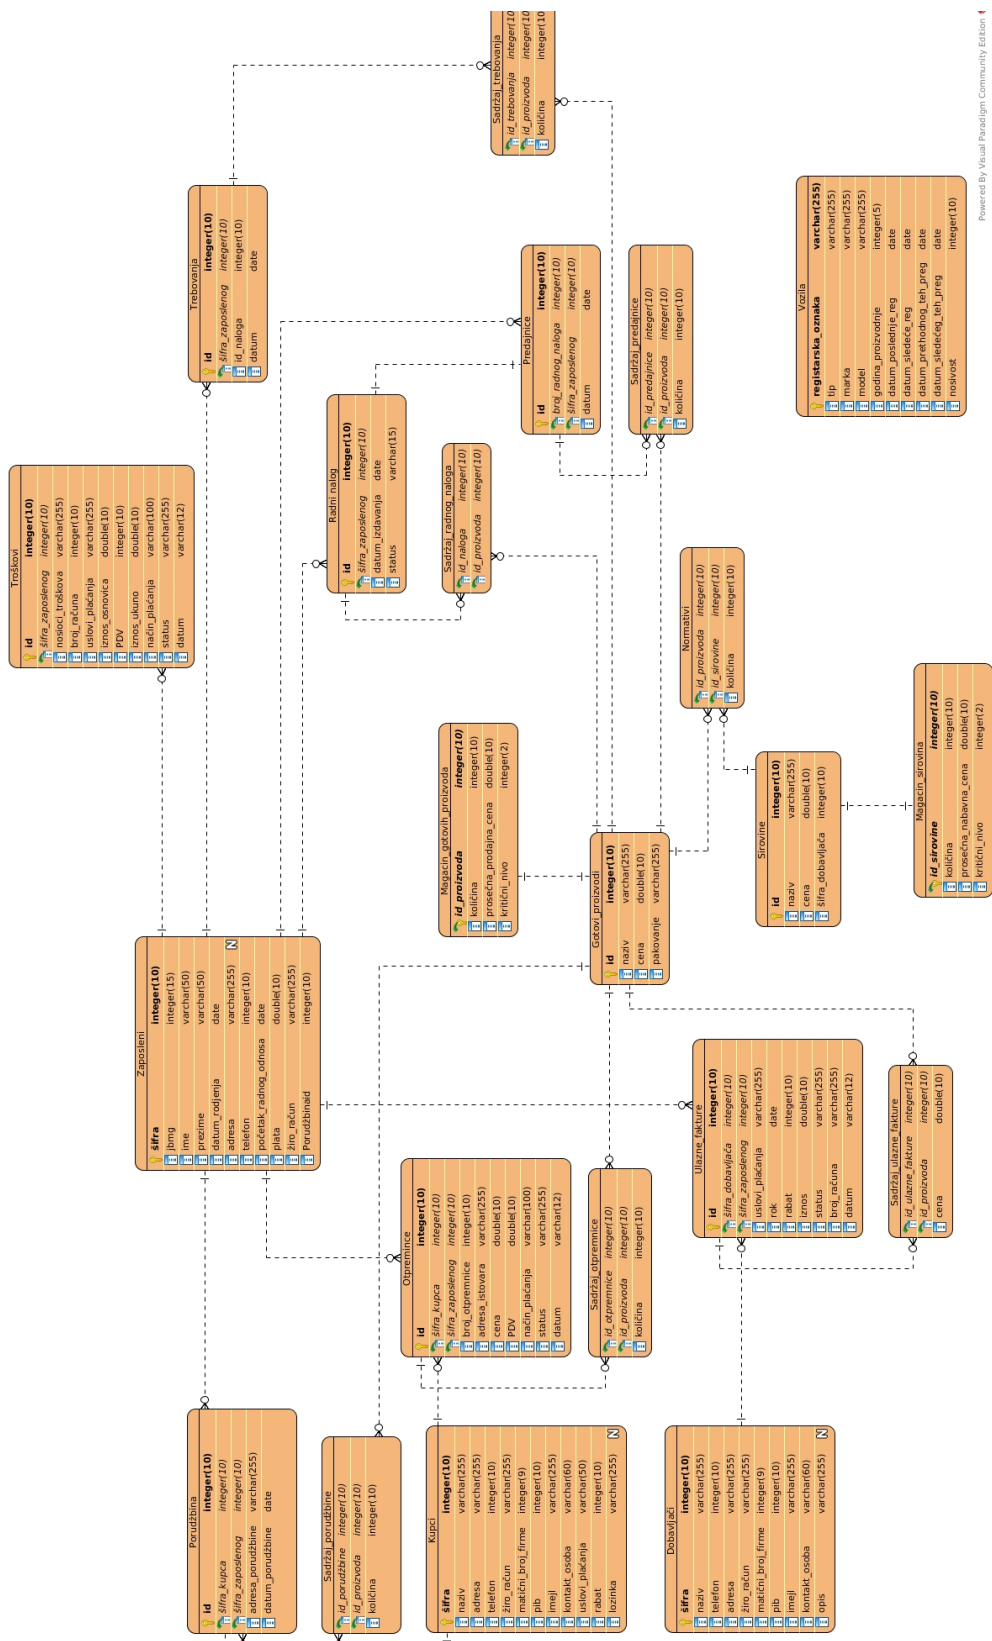 Troškovi
id integer(10)
šifra_zaposlenog integer(10)
nosioci_troškova varchar(255)
broj_računa integer(10)
uslovi_plaćanja varchar(255)
iznos_osnovica double(10)
PDV integer(10)
iznos_ukuno double(10)
način_plaćanja varchar(100)
status varchar(255)
datum varchar(12)
Zaposleni
šifra integer(10)
jbmg integer(15)
ime varchar(50)
prezime varchar(50)
datum_rodjenja date
adresa varchar(255)
telefon integer(10)
početak_radnog_odnosa date
plata double(10)
žiro_račun varchar(255)
Porudžbinaid integer(10)
Porudžbina
id integer(10)
šifra_kupca integer(10)
šifra_zaposlenog integer(10)
adresa_porudžbine varchar(255)
datum_porudžbine date
Trebovanja
id integer(10)
šifra_zaposlenog integer(10)
id_naloga integer(10)
datum date
Sadržaj_porudžbine
id_porudžbine integer(10)
id_proizvoda integer(10)
količina integer(10)
Radni nalog
id integer(10)
šifra_zaposlenog integer(10)
datum_izdavanja date
status varchar(15)
Otpremince
id integer(10)
šifra_kupca integer(10)
šifra_zaposlenog integer(10)
broj_otpremnice integer(10)
adresa_istovara varchar(255)
cena double(10)
PDV double(10)
način_plaćanja varchar(100)
status varchar(255)
datum varchar(12)
Kupci
šifra integer(10)
naziv varchar(255)
adresa varchar(255)
telefon integer(10)
žiro_račun varchar(255)
matični_broj_firme integer(9)
pib integer(10)
imejl varchar(255)
kontakt_osoba varchar(60)
uslovi_plaćanja varchar(50)
rabat integer(10)
lozinka varchar(255)
Magacin_gotovih_proizvoda
id_proizvoda integer(10)
količina integer(10)
prosečna_prodajna_cena double(10)
kritični_nivo integer(2)
Sadržaj_radnog_naloga
id_naloga integer(10)
id_proizvoda integer(10)
Sadržaj_trebovanja
id_trebovanja integer(10)
id_proizvoda integer(10)
količina integer(10)
Predajnice
id integer(10)
broj_radnog_naloga integer(10)
šifra_zaposlenog integer(10)
datum date
Sadržaj_otpremnice
id_otpremnice integer(10)
id_proizvoda integer(10)
količina integer(10)
Gotovi_proizvodi
id integer(10)
naziv varchar(255)
cena double(10)
pakovanje varchar(255)
Sadržaj_predajnice
id_predajnice integer(10)
id_proizvoda integer(10)
količina integer(10)
Dobavljači
šifra integer(10)
naziv varchar(255)
telefon integer(10)
adresa varchar(255)
žiro_račun varchar(255)
matični_broj_firme integer(9)
pib integer(10)
imejl varchar(255)
kontakt_osoba varchar(60)
opis varchar(255)
Ulazne_fakture
id integer(10)
šifra_dobavljača integer(10)
šifra_zaposlenog integer(10)
uslovi_plaćanja varchar(255)
rok date
rabat integer(10)
iznos double(10)
status varchar(255)
broj_računa varchar(255)
datum varchar(12)
Normativi
id_proizvoda integer(10)
id_sirovine integer(10)
količina integer(10)
Sirovine
id integer(10)
naziv varchar(255)
cena double(10)
šifra_dobavljača integer(10)
Vozila
registarska_oznaka varchar(255)
tip varchar(255)
marka varchar(255)
model varchar(255)
godina_proizvodnje integer(5)
datum_poslednje_reg date
datum_sledeće_reg date
datum_prethodnog_teh_preg date
datum_sledećeg_teh_preg date
nosivost integer(10)
Sadržaj_ulazne_fakture
id_ulazne_fakture integer(10)
id_proizvoda integer(10)
cena double(10)
Magacin_sirovina
id_sirovine integer(10)
količina integer(10)
prosečna_nabavna_cena double(10)
kritični_nivo integer(2)
Powered By Visual Paradigm Community Edition